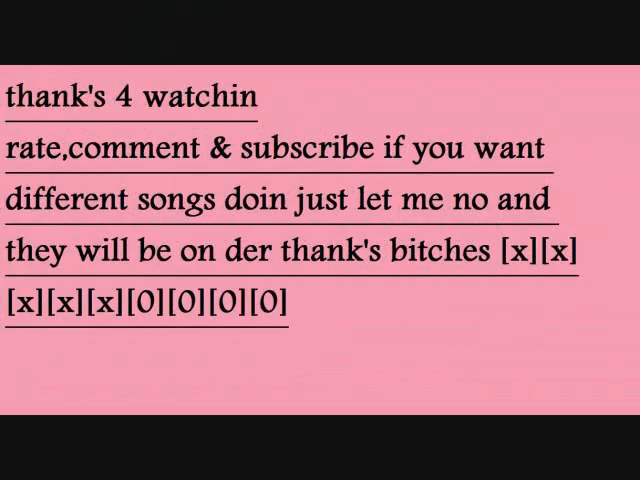 thank's 4 watchin
rate,comment & subscribe if you want
different songs doin just let me no and
they will be on der thank's bitches [x][x]
[x][x][x][0][0][0][0]